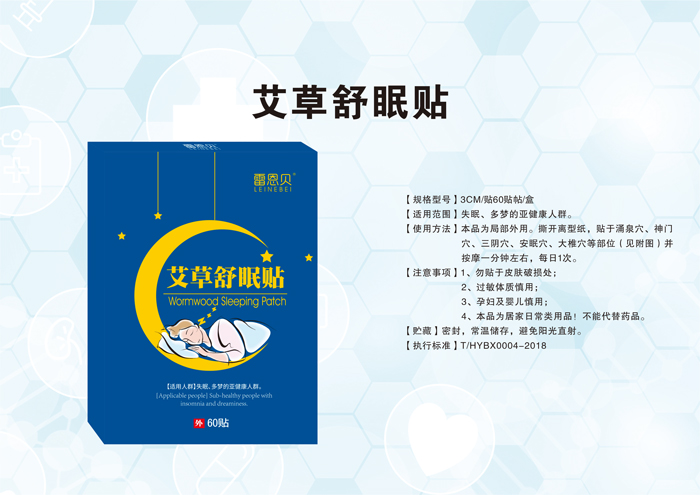 艾草舒眠贴
雷恩贝
LEINEBEI
艾草舒眠贴
Wormwood Sleeping Patch
【适用人群】失眠、多梦的亚健康人群。
[Applicable people] Sub-healthy people with
insomnia and dreaminess.
外 60贴
【规格型号】3CM/贴60贴帖/盒
【适用范围】失眠、多梦的亚健康人群。
【使用方法】本品为局部外用。撕开离型纸，贴于涌泉穴、神门
穴、三阴穴、安眠穴、大椎穴等部位（见附图）并
按摩一分钟左右，每日1次。
【注意事项】1、勿贴于皮肤破损处；
2、过敏体质慎用；
3、孕妇及婴儿慎用；
4、本品为居家日常类用品！不能代替药品。
【贮藏】密封，常温储存，避免阳光直射。
【执行标准】T/HYBX0004-2018